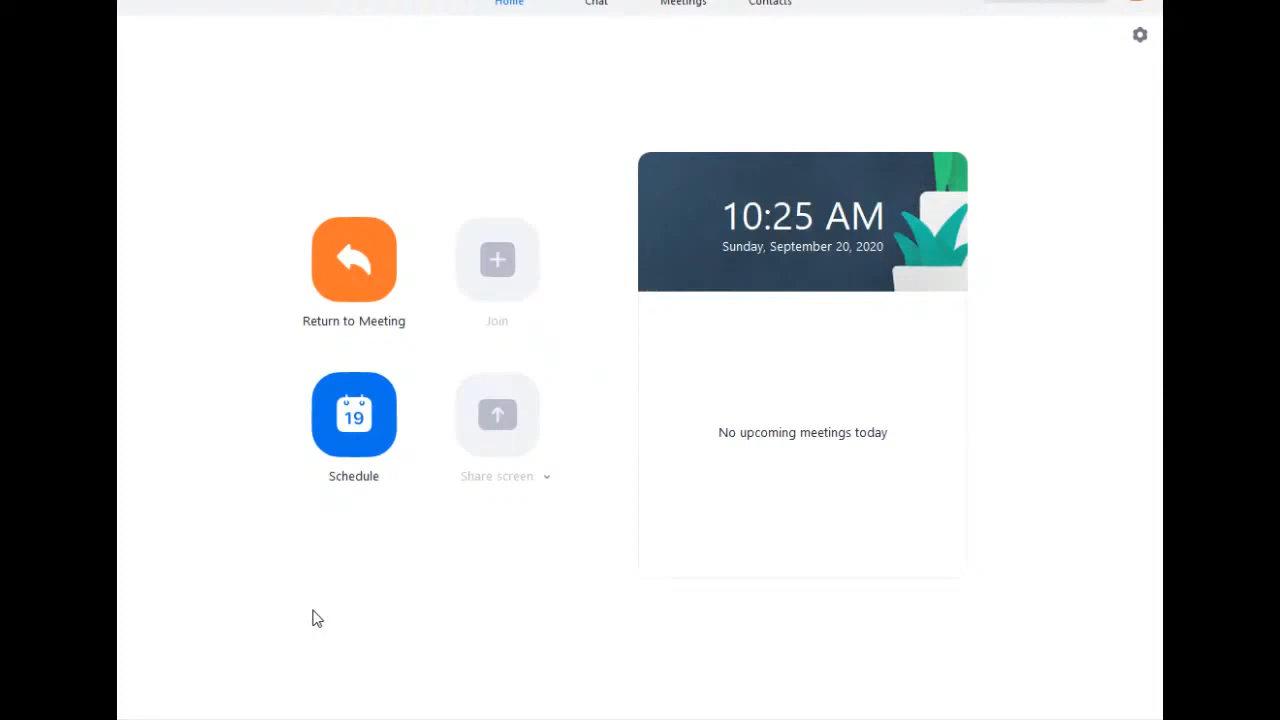 Home Chat Meetings Contacts
10:25 AM
Sunday, September 20, 2020
Return to Meeting
Join
19
Schedule
Share screen
No upcoming meetings today